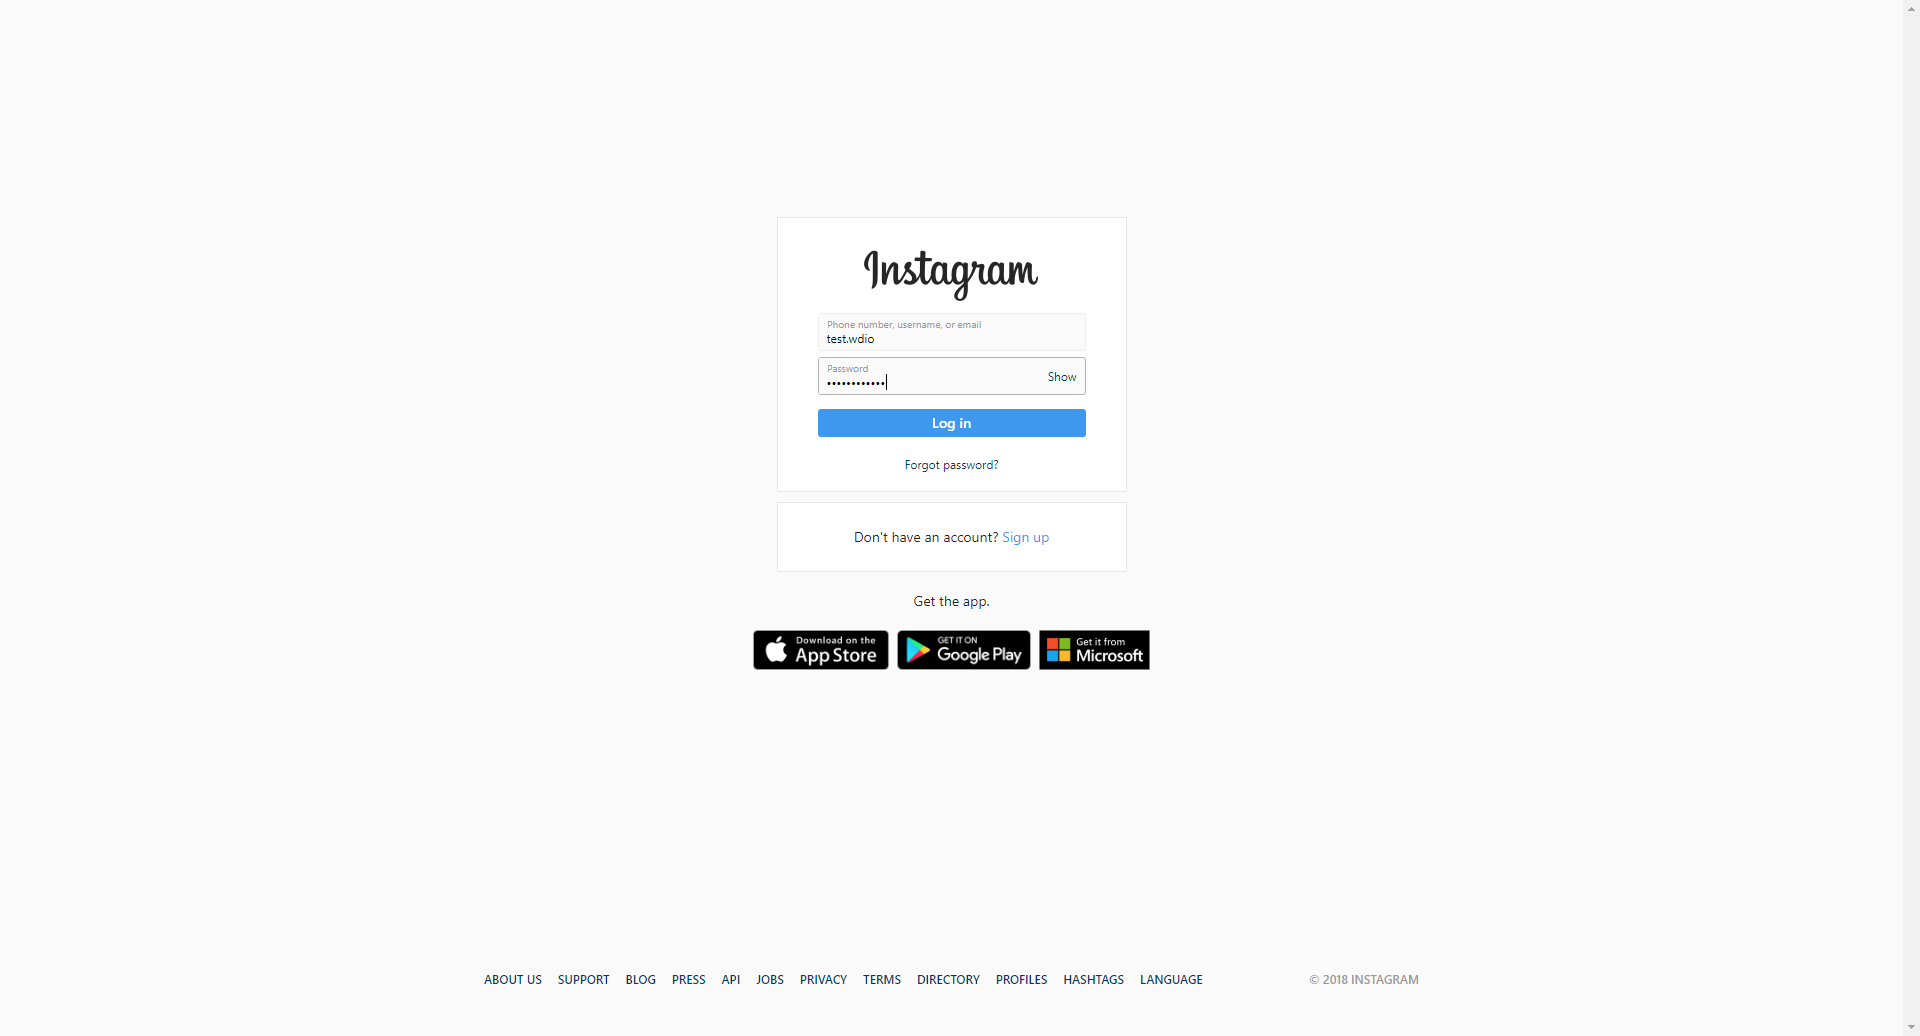 Instagram
Phone number, username, or email
test.wdio
Password
••••••••••••
Show
Log in
Forgot password?
Don't have an account? Sign up
Get the app.
Download on the
App Store
GET IT ON
Google Play
Get it from
Microsoft
ABOUT US SUPPORT BLOG PRESS API JOBS PRIVACY TERMS DIRECTORY PROFILES HASHTAGS LANGUAGE © 2018 INSTAGRAM